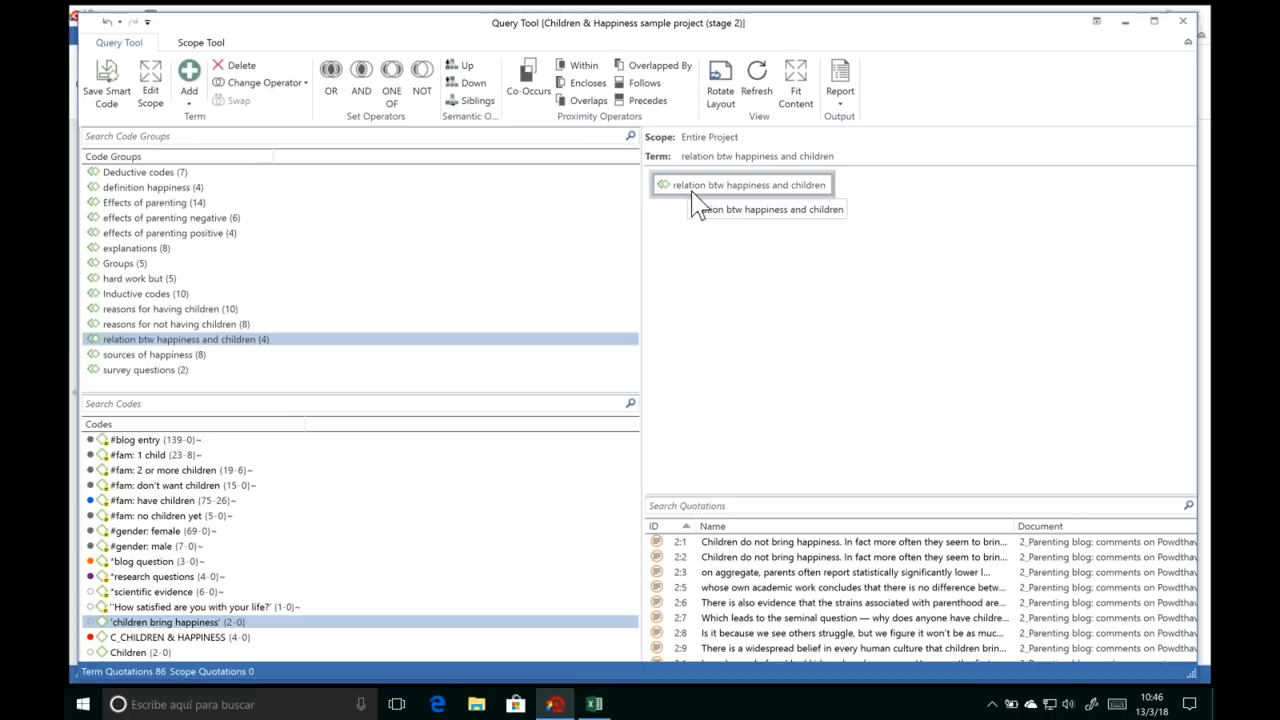 Query Tool [Children & Happiness sample project (stage 2)]
Query Tool Scope Tool
Save Smart Code
Edit Scope
Add
Delete
Change Operator
Swap
Term
OR
AND
ONE OF
NOT
Set Operators
Up
Down
Siblings
Semantic O...
Co-Occurs
Within
Encloses
Overlaps
Overlapped By
Follows
Precedes
Proximity Operators
Rotate Layout
Refresh
Fit Content
View
Report
Output
Search Code Groups
Code Groups
Deductive codes (7)
definition happiness (4)
Effects of parenting (14)
effects of parenting negative (6)
effects of parenting positive (4)
explanations (8)
Groups (5)
hard work but (5)
Inductive codes (10)
reasons for having children (10)
reasons for not having children (8)
relation btw happiness and children (4)
sources of happiness (8)
survey questions (2)
Search Codes
Codes
#blog entry {139-0}~
#fam: 1 child {23-8}~
#fam: 2 or more children {19-6}~
#fam: don't want children {15-0}~
#fam: have children {75-26}~
#fam: no children yet {5-0}~
#gender: female {69-0}~
#gender: male {7-0}~
*blog question {3-0}~
*research questions {4-0}~
*scientific evidence {6-0}~
"How satisfied are you with your life?' {1-0}~
'children bring happiness' {2-0}
C_CHILDREN & HAPPINESS {4-0}
Children {2-0}
Scope: Entire Project
Term: relation btw happiness and children
relation btw happiness and children
btw happiness and children
Search Quotations
ID Name Document
2:1 Children do not bring happiness. In fact more often they seem to brin... 2_Parenting blog: comments on Powdthav
2:2 Children do not bring happiness. In fact more often they seem to brin... 2_Parenting blog: comments on Powdthav
2:3 on aggregate, parents often report statistically significantly lower l... 2_Parenting blog: comments on Powdthav
2:5 whose own academic work concludes that there is no difference betw... 2_Parenting blog: comments on Powdthav
2:6 There is also evidence that the strains associated with parenthood are... 2_Parenting blog: comments on Powdthav
2:7 Which leads to the seminal question — why does anyone have childre... 2_Parenting blog: comments on Powdthav
2:8 Is it because we see others struggle, but we figure it won't be as muc... 2_Parenting blog: comments on Powdthav
2:9 There is a widespread belief in every human culture that children brin... 2_Parenting blog: comments on Powdthav
Term Quotations 86 Scope Quotations 0
Escribe aquí para buscar
10:46
13/3/18